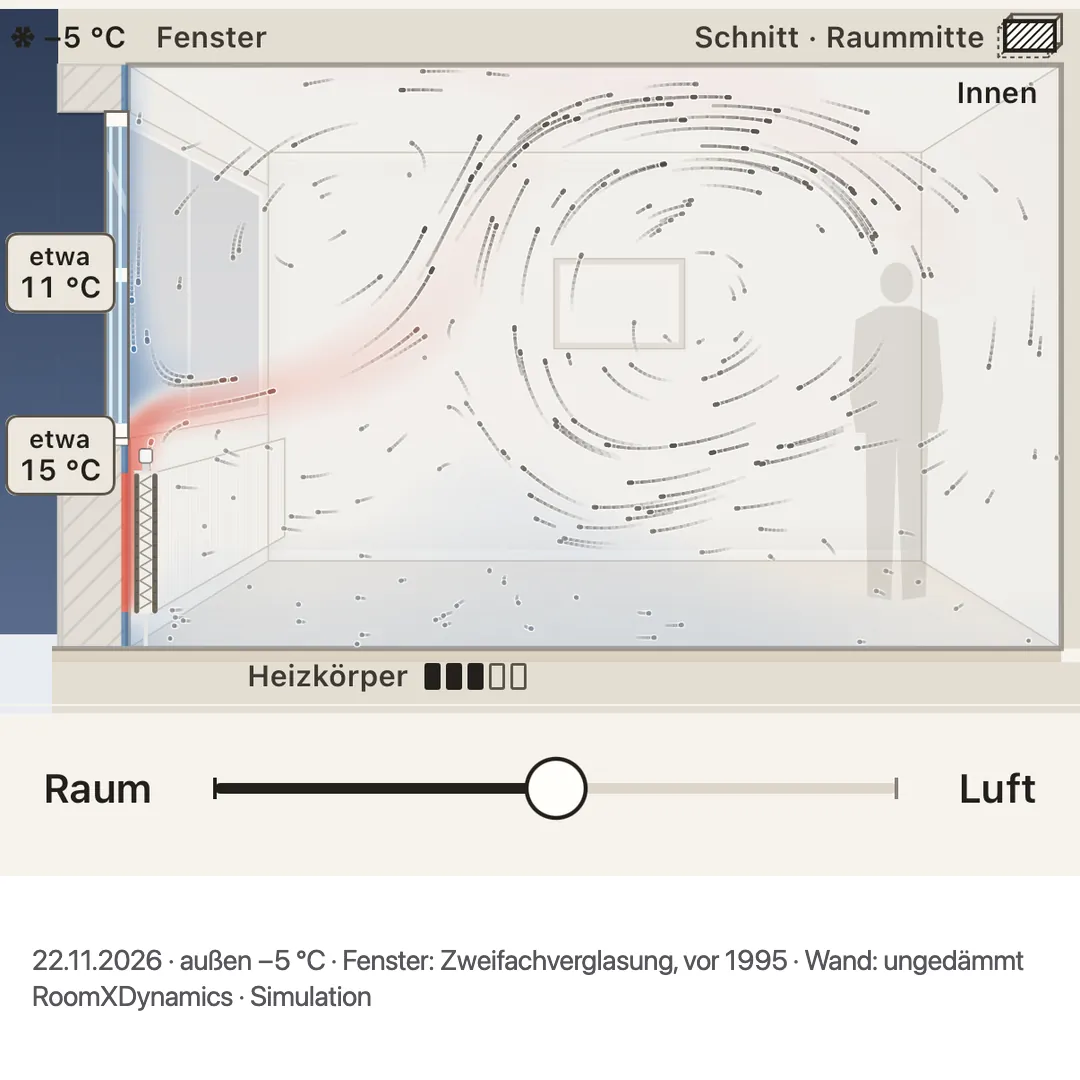 −5 °C Fenster Schnitt · Raummitte
Innen
etwa
11 °C
etwa
15 °C
Heizkörper
Raum Luft
22.11.2026 · außen −5 °C · Fenster: Zweifachverglasung, vor 1995 · Wand: ungedämmt
RoomXDynamics · Simulation